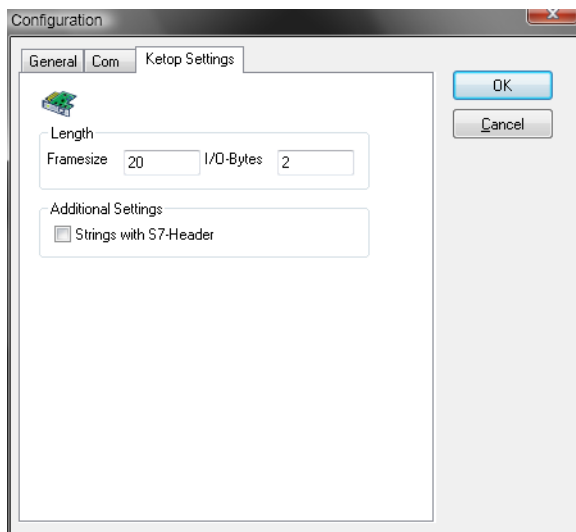 Configuration
General Com Ketop Settings
OK
Cancel
Length
Framesize 20 I/O-Bytes 2
Additional Settings
Strings with S7-Header